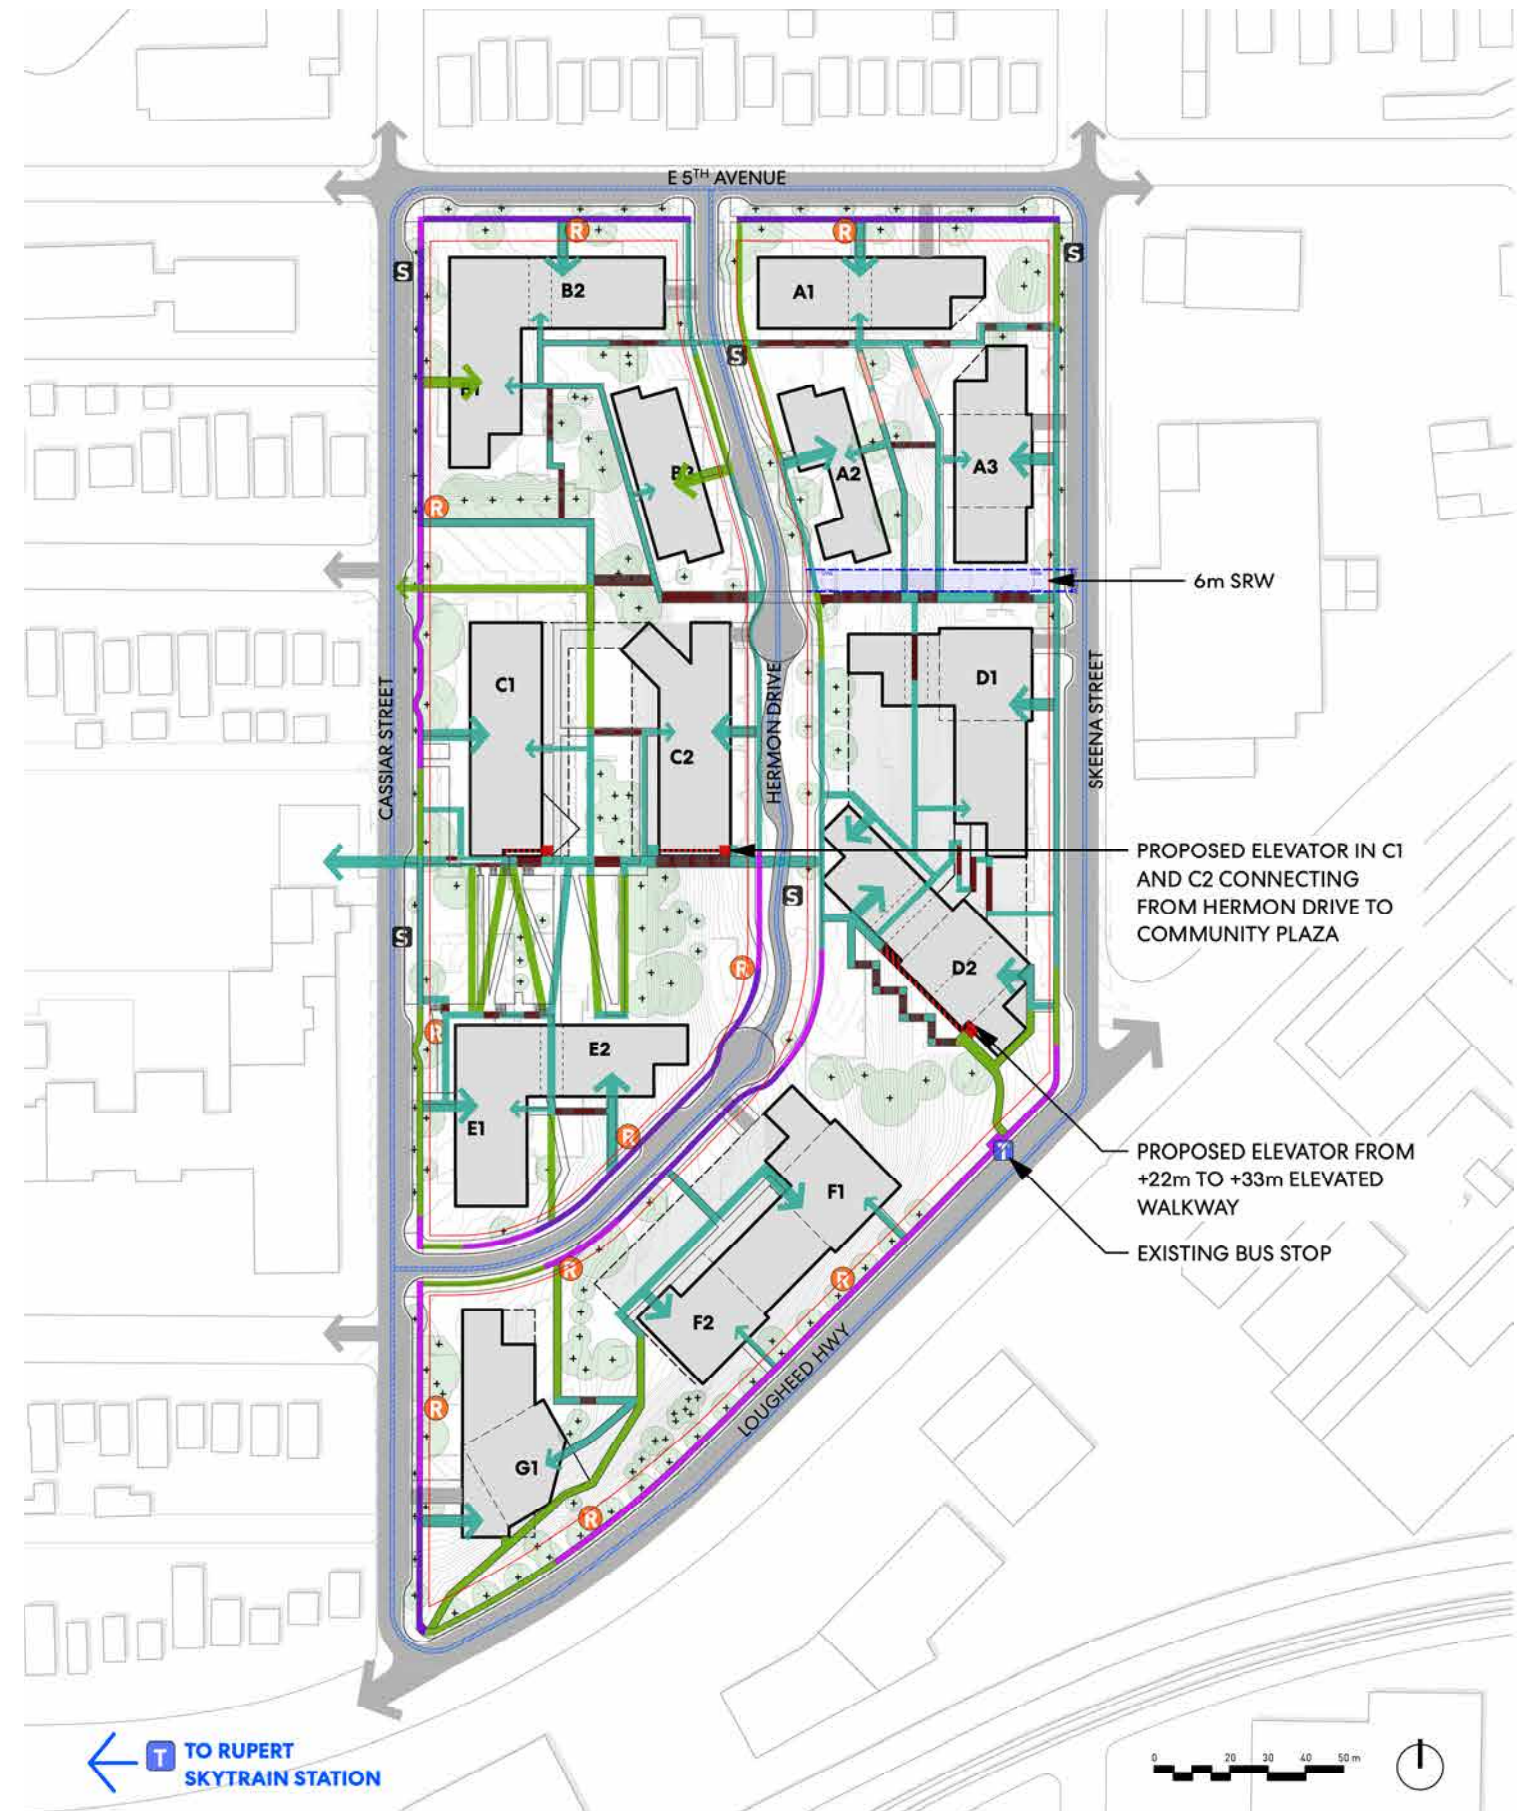 E 5TH AVENUE
R
R
S
S
B2
A1
S
B1
B3
A2
A3
R
6m SRW
C1
D1
CASSIAR STREET
HERMON DRIVE
SKEENA STREET
C2
PROPOSED ELEVATOR IN C1
AND C2 CONNECTING
FROM HERMON DRIVE TO
COMMUNITY PLAZA
S
S
R
D2
R
E2
E1
R
T
PROPOSED ELEVATOR FROM
+22m TO +33m ELEVATED
WALKWAY
F1
EXISTING BUS STOP
R
R
F2
LOUGHEED HWY
R
G1
R
T TO RUPERT
SKYTRAIN STATION
0 20 30 40 50 m